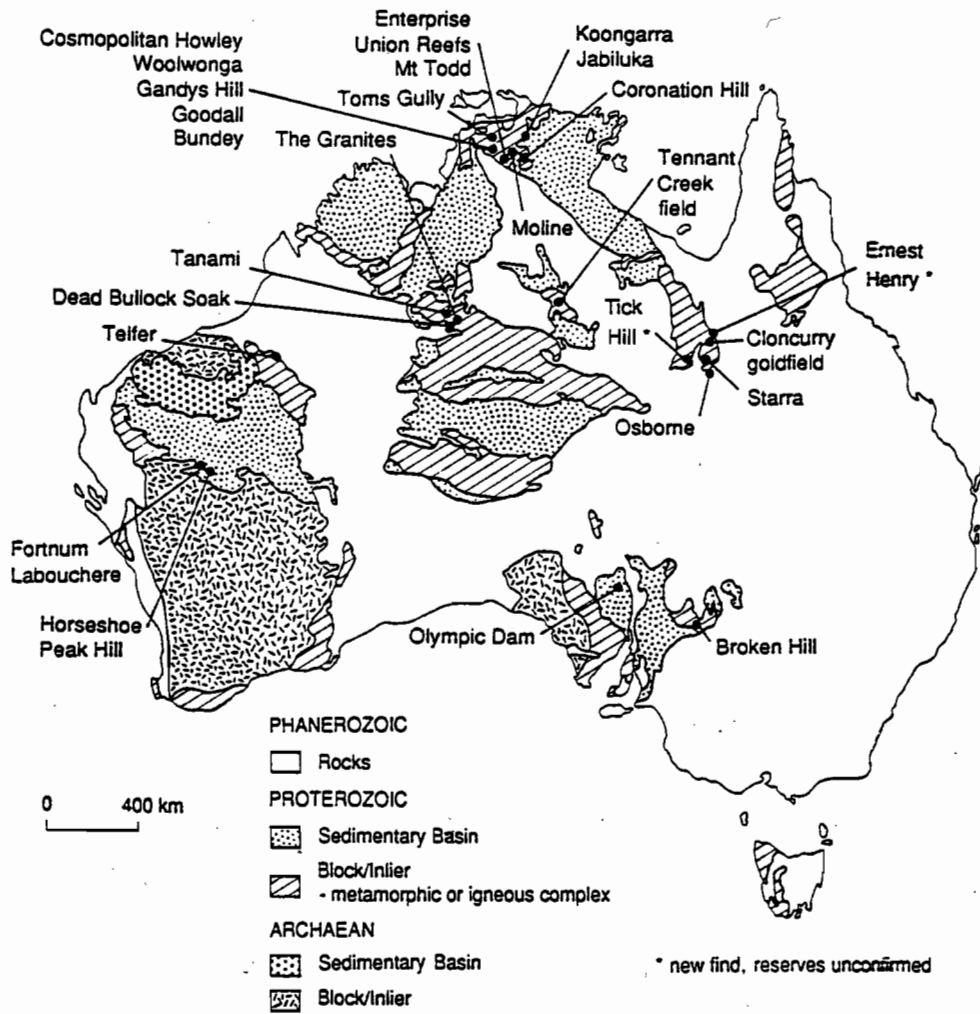 Cosmopolitan Howley
Woolwonga
Gandys Hill
Goodall
Bundey
Enterprise
Union Reefs
Mt Todd
Toms Gully
The Granites
Koongarra
Jabiluka
Coronation Hill
Tennant
Creek
field
Moline
Tanami
Dead Bullock Soak
Telfer
Ernest
Henry *
Tick
Hill *
Cloncurry
goldfield
Starra
Osborne
Fortnum
Labouchere
Horseshoe
Peak Hill
Olympic Dam
Broken Hill
PHANEROZOIC
Rocks
0 400 km
PROTEROZOIC
Sedimentary Basin
Block/Inlier
- metamorphic or igneous complex
ARCHAEAN
Sedimentary Basin
Block/Inlier
* new find, reserves unconfirmed